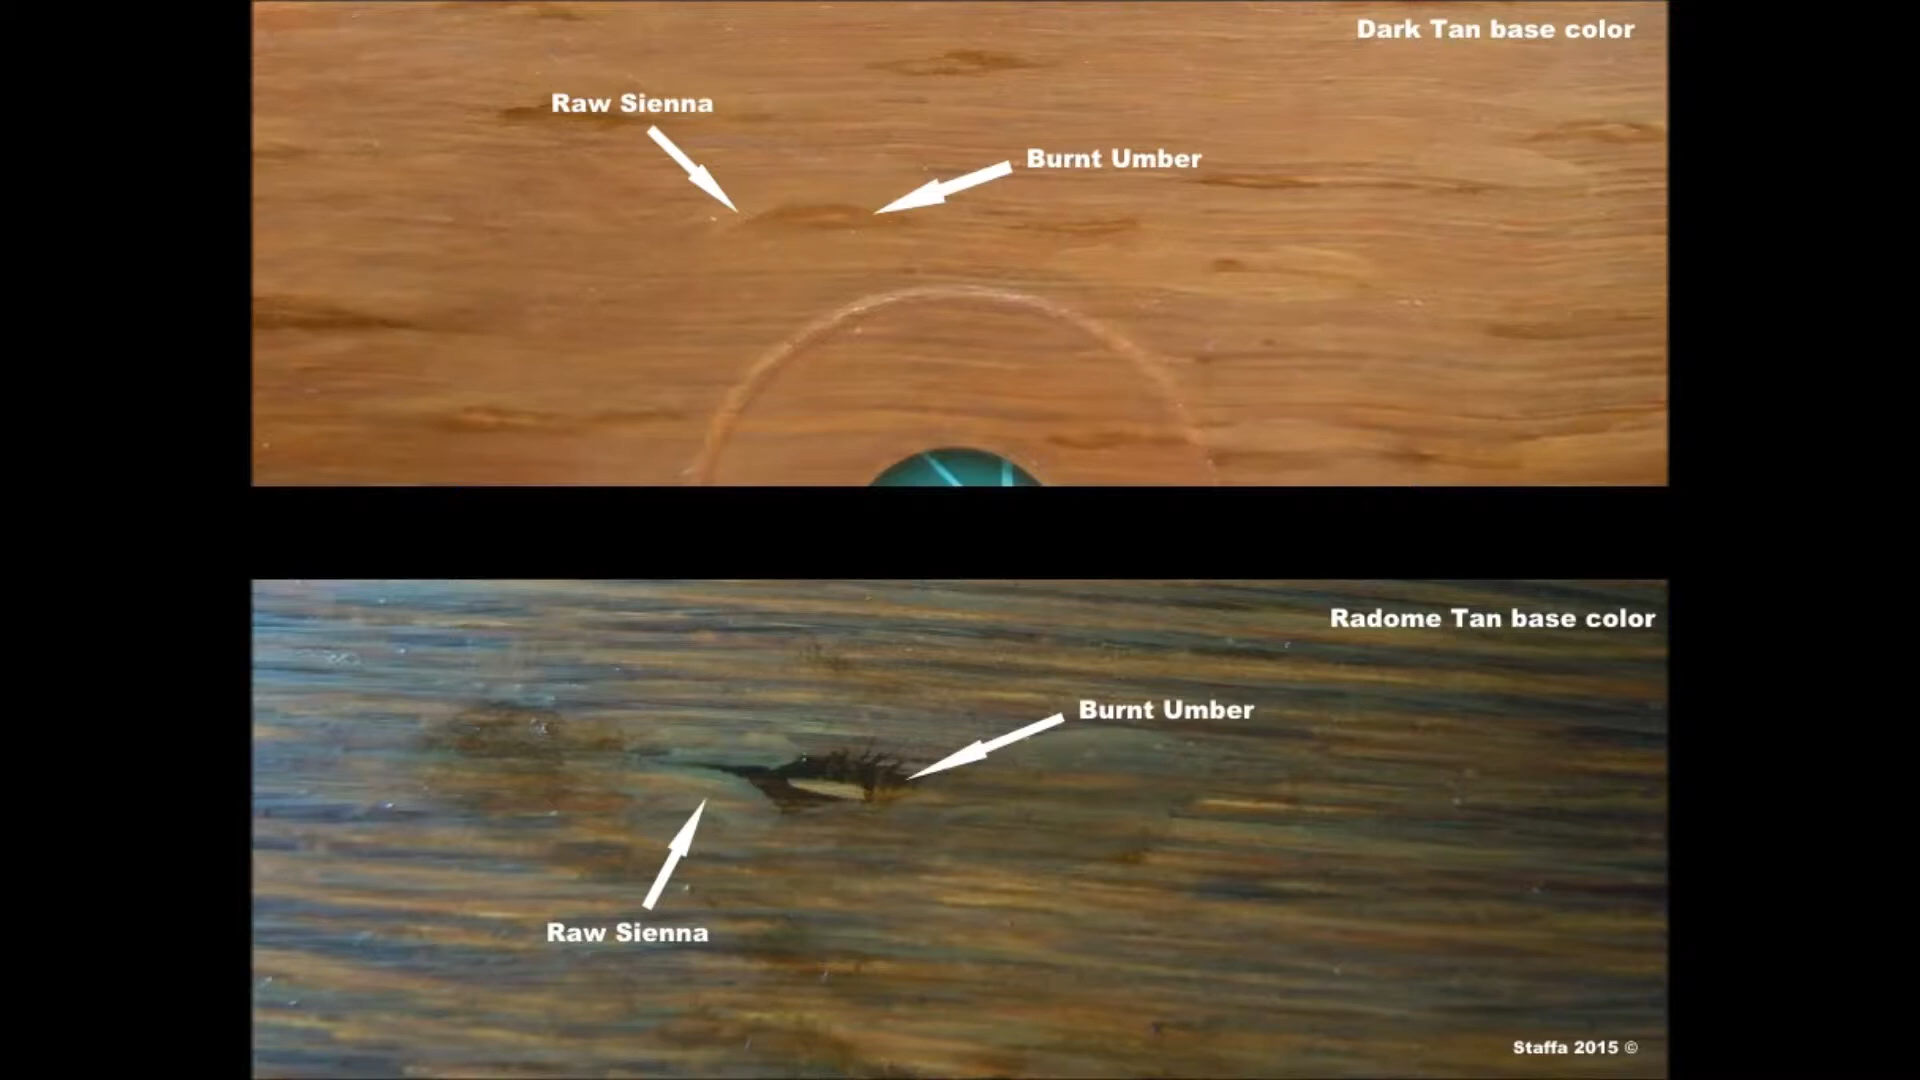 Dark Tan base color
Raw Sienna
Burnt Umber
Radome Tan base color
Burnt Umber
Raw Sienna
Staffa 2015 ©